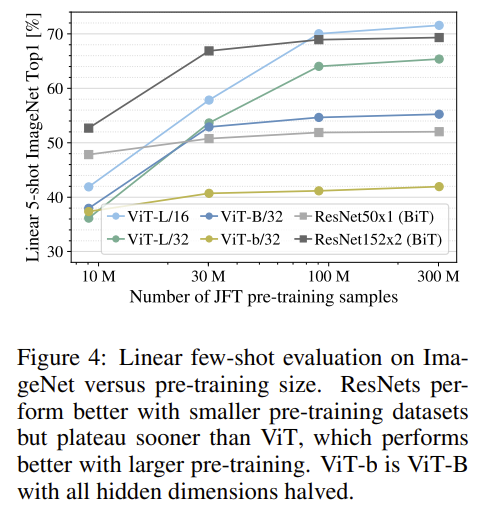 Linear 5-shot ImageNet Top1 [%]
70
60
50
40
30
ViT-L/16 ViT-B/32 ResNet50x1 (BiT)
ViT-L/32 ViT-b/32 ResNet152x2 (BiT)
10 M 30 M 100 M 300 M
Number of JFT pre-training samples
Figure 4: Linear few-shot evaluation on Ima-
geNet versus pre-training size. ResNets per-
form better with smaller pre-training datasets
but plateau sooner than ViT, which performs
better with larger pre-training. ViT-b is ViT-B
with all hidden dimensions halved.